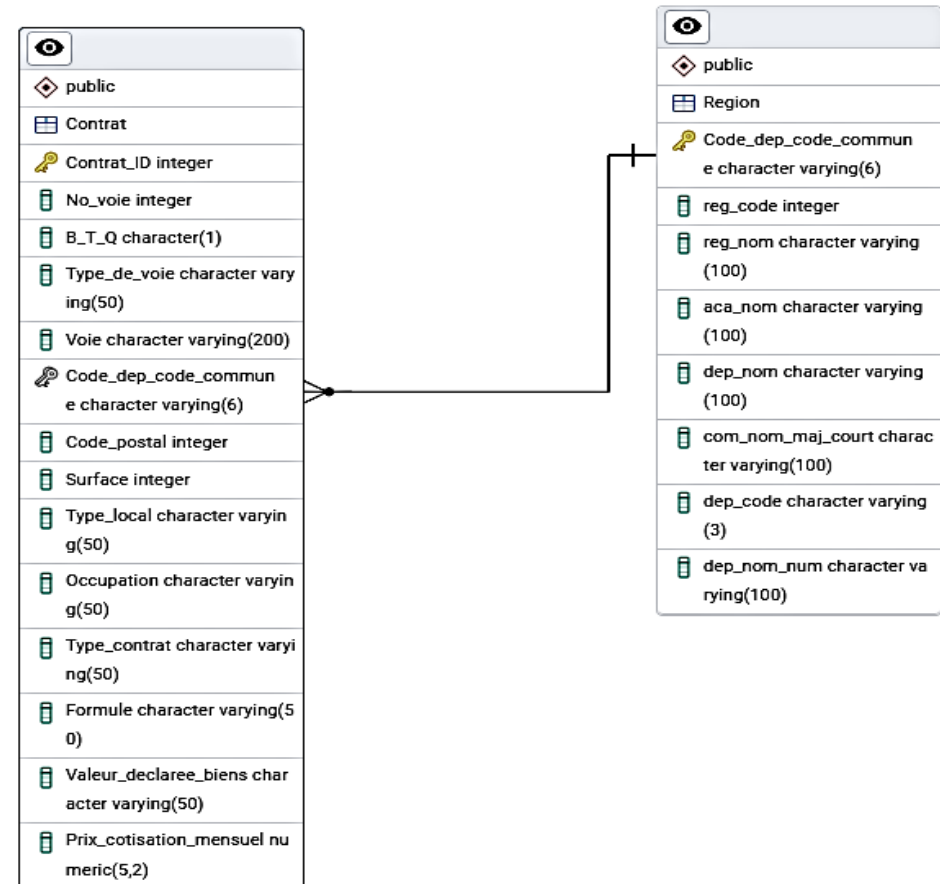 public
Contrat
Contrat_ID integer
No_voie integer
B_T_Q character(1)
Type_de_voie character vary
ing(50)
Voie character varying(200)
Code_dep_code_commun
e character varying(6)
Code_postal integer
Surface integer
Type_local character varyin
g(50)
Occupation character varyin
g(50)
Type_contrat character varyi
ng(50)
Formule character varying(5
0)
Valeur_declaree_biens char
acter varying(50)
Prix_cotisation_mensuel nu
meric(5,2)
public
Region
Code_dep_code_commun
e character varying(6)
reg_code integer
reg_nom character varying
(100)
aca_nom character varying
(100)
dep_nom character varying
(100)
com_nom_maj_court charac
ter varying(100)
dep_code character varying
(3)
dep_nom_num character va
rying(100)